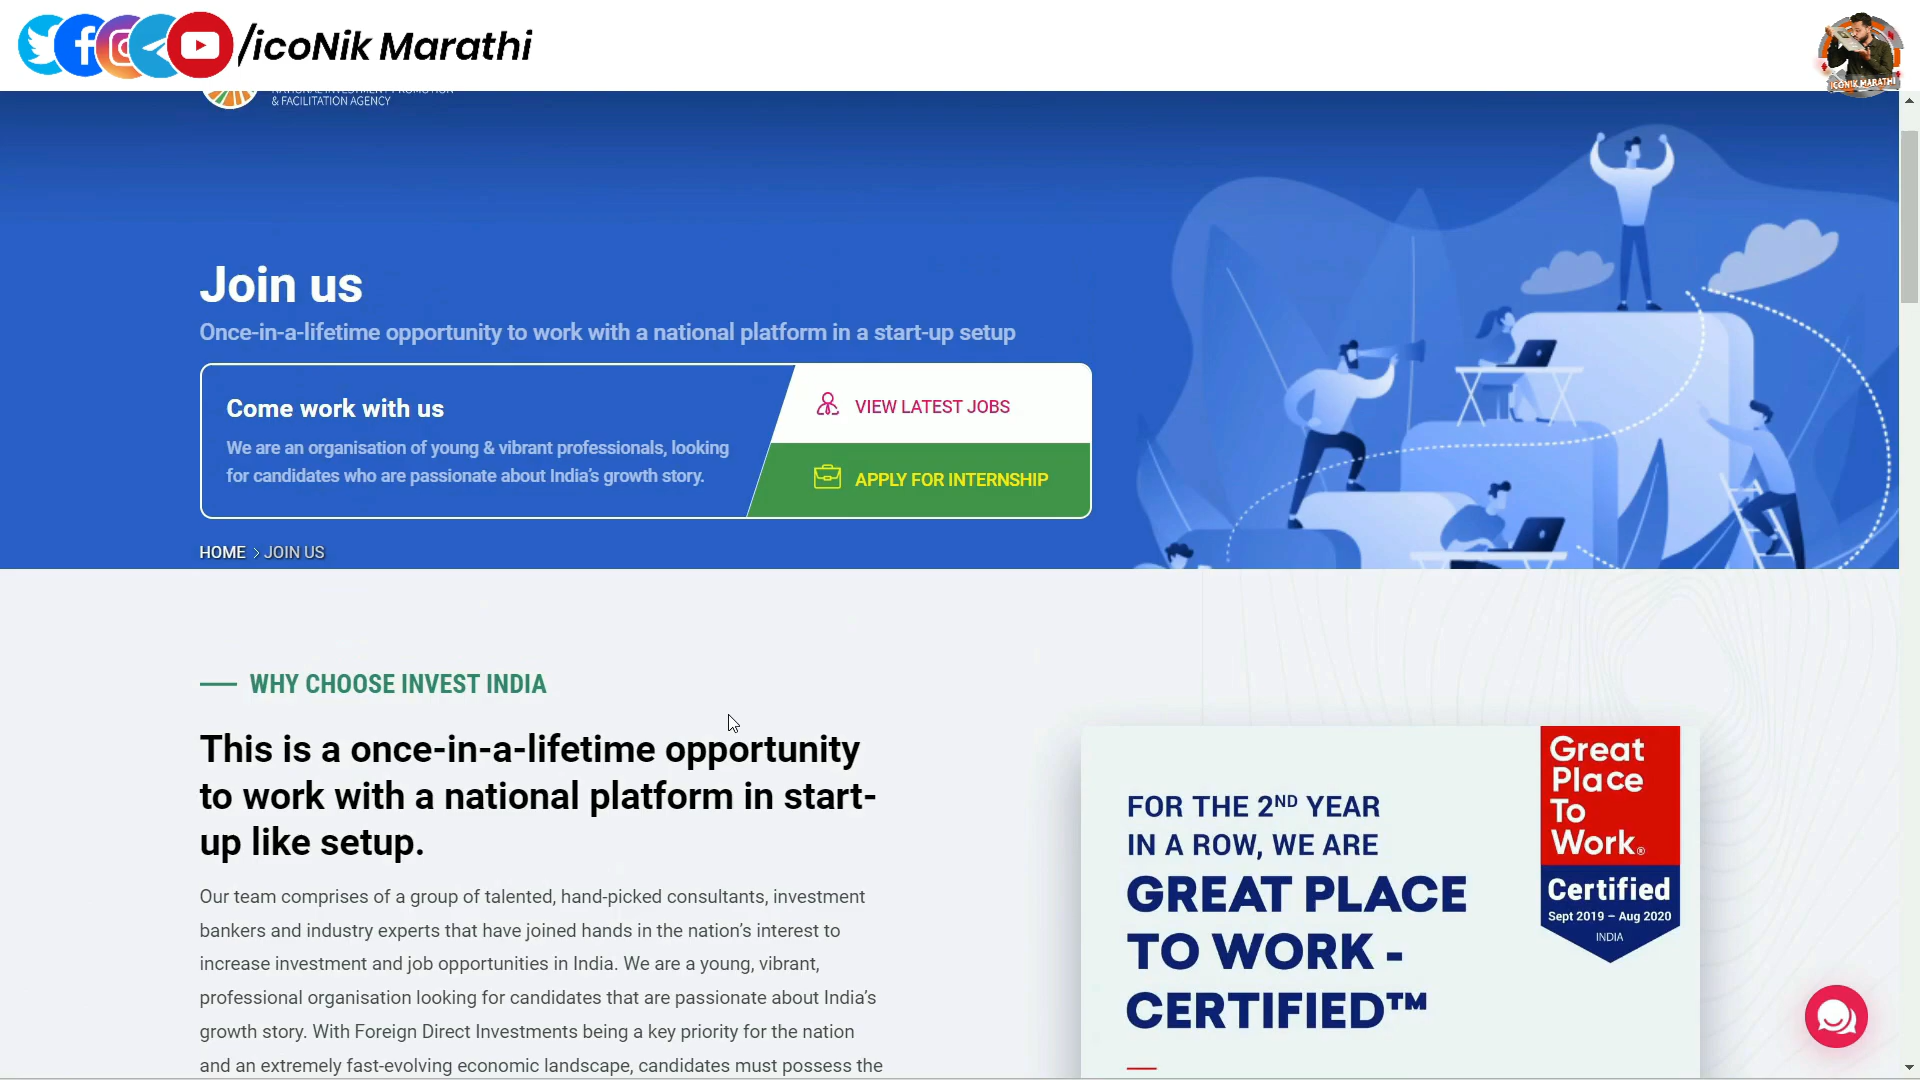 /icoNik Marathi
ICONIK MARATHI
& FACILITATION AGENCY
Join us
Once-in-a-lifetime opportunity to work with a national platform in a start-up setup
Come work with us
We are an organisation of young & vibrant professionals, looking
for candidates who are passionate about India's growth story.
VIEW LATEST JOBS
APPLY FOR INTERNSHIP
HOME > JOIN US
WHY CHOOSE INVEST INDIA
This is a once-in-a-lifetime opportunity
to work with a national platform in start-
up like setup.
Our team comprises of a group of talented, hand-picked consultants, investment
bankers and industry experts that have joined hands in the nation's interest to
increase investment and job opportunities in India. We are a young, vibrant,
professional organisation looking for candidates that are passionate about India's
growth story. With Foreign Direct Investments being a key priority for the nation
and an extremely fast-evolving economic landscape, candidates must possess the
FOR THE 2ND YEAR
IN A ROW, WE ARE
GREAT PLACE
TO WORK -
CERTIFIED™
Great
Place
To
Work®
Certified
Sept 2019 – Aug 2020
INDIA